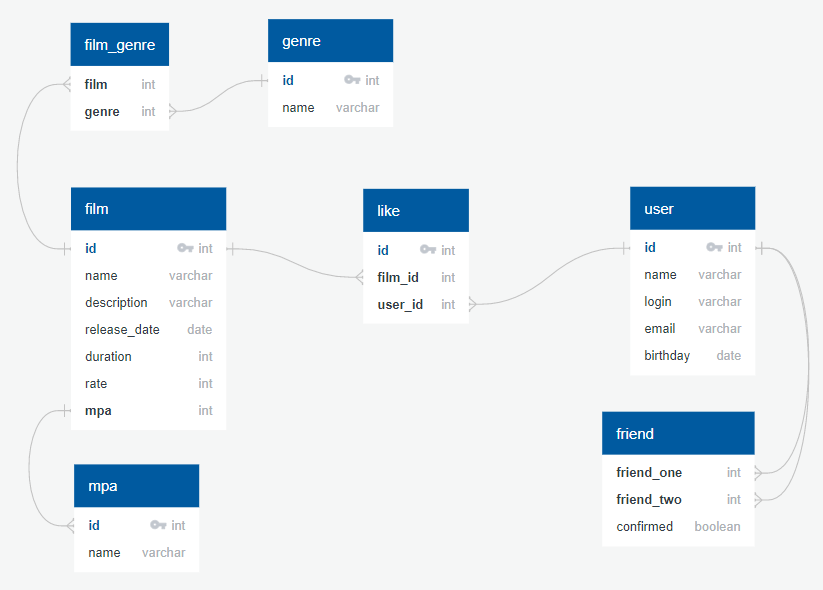 film_genre
film int
genre int
genre
id int
name varchar
film
id int
name varchar
description varchar
release_date date
duration int
rate int
mpa int
like
id int
film_id int
user_id int
user
id int
name varchar
login varchar
email varchar
birthday date
mpa
id int
name varchar
friend
friend_one int
friend_two int
confirmed boolean